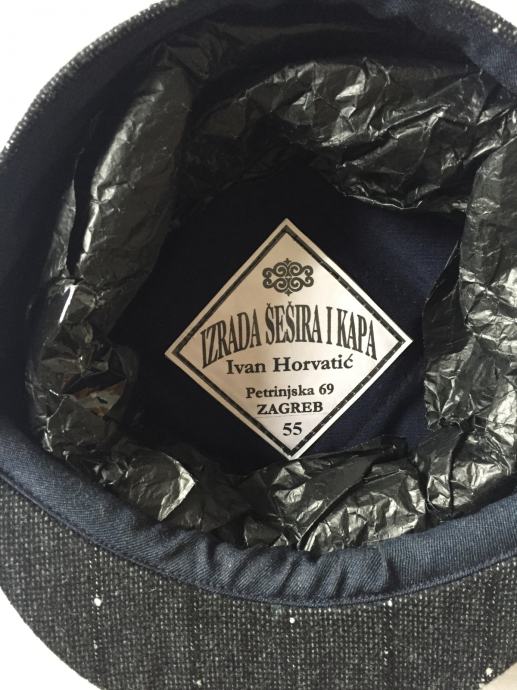 IZRADA ŠEŠIRA I KAPA
Ivan Horvatić
Petrinjska 69
ZAGREB
55